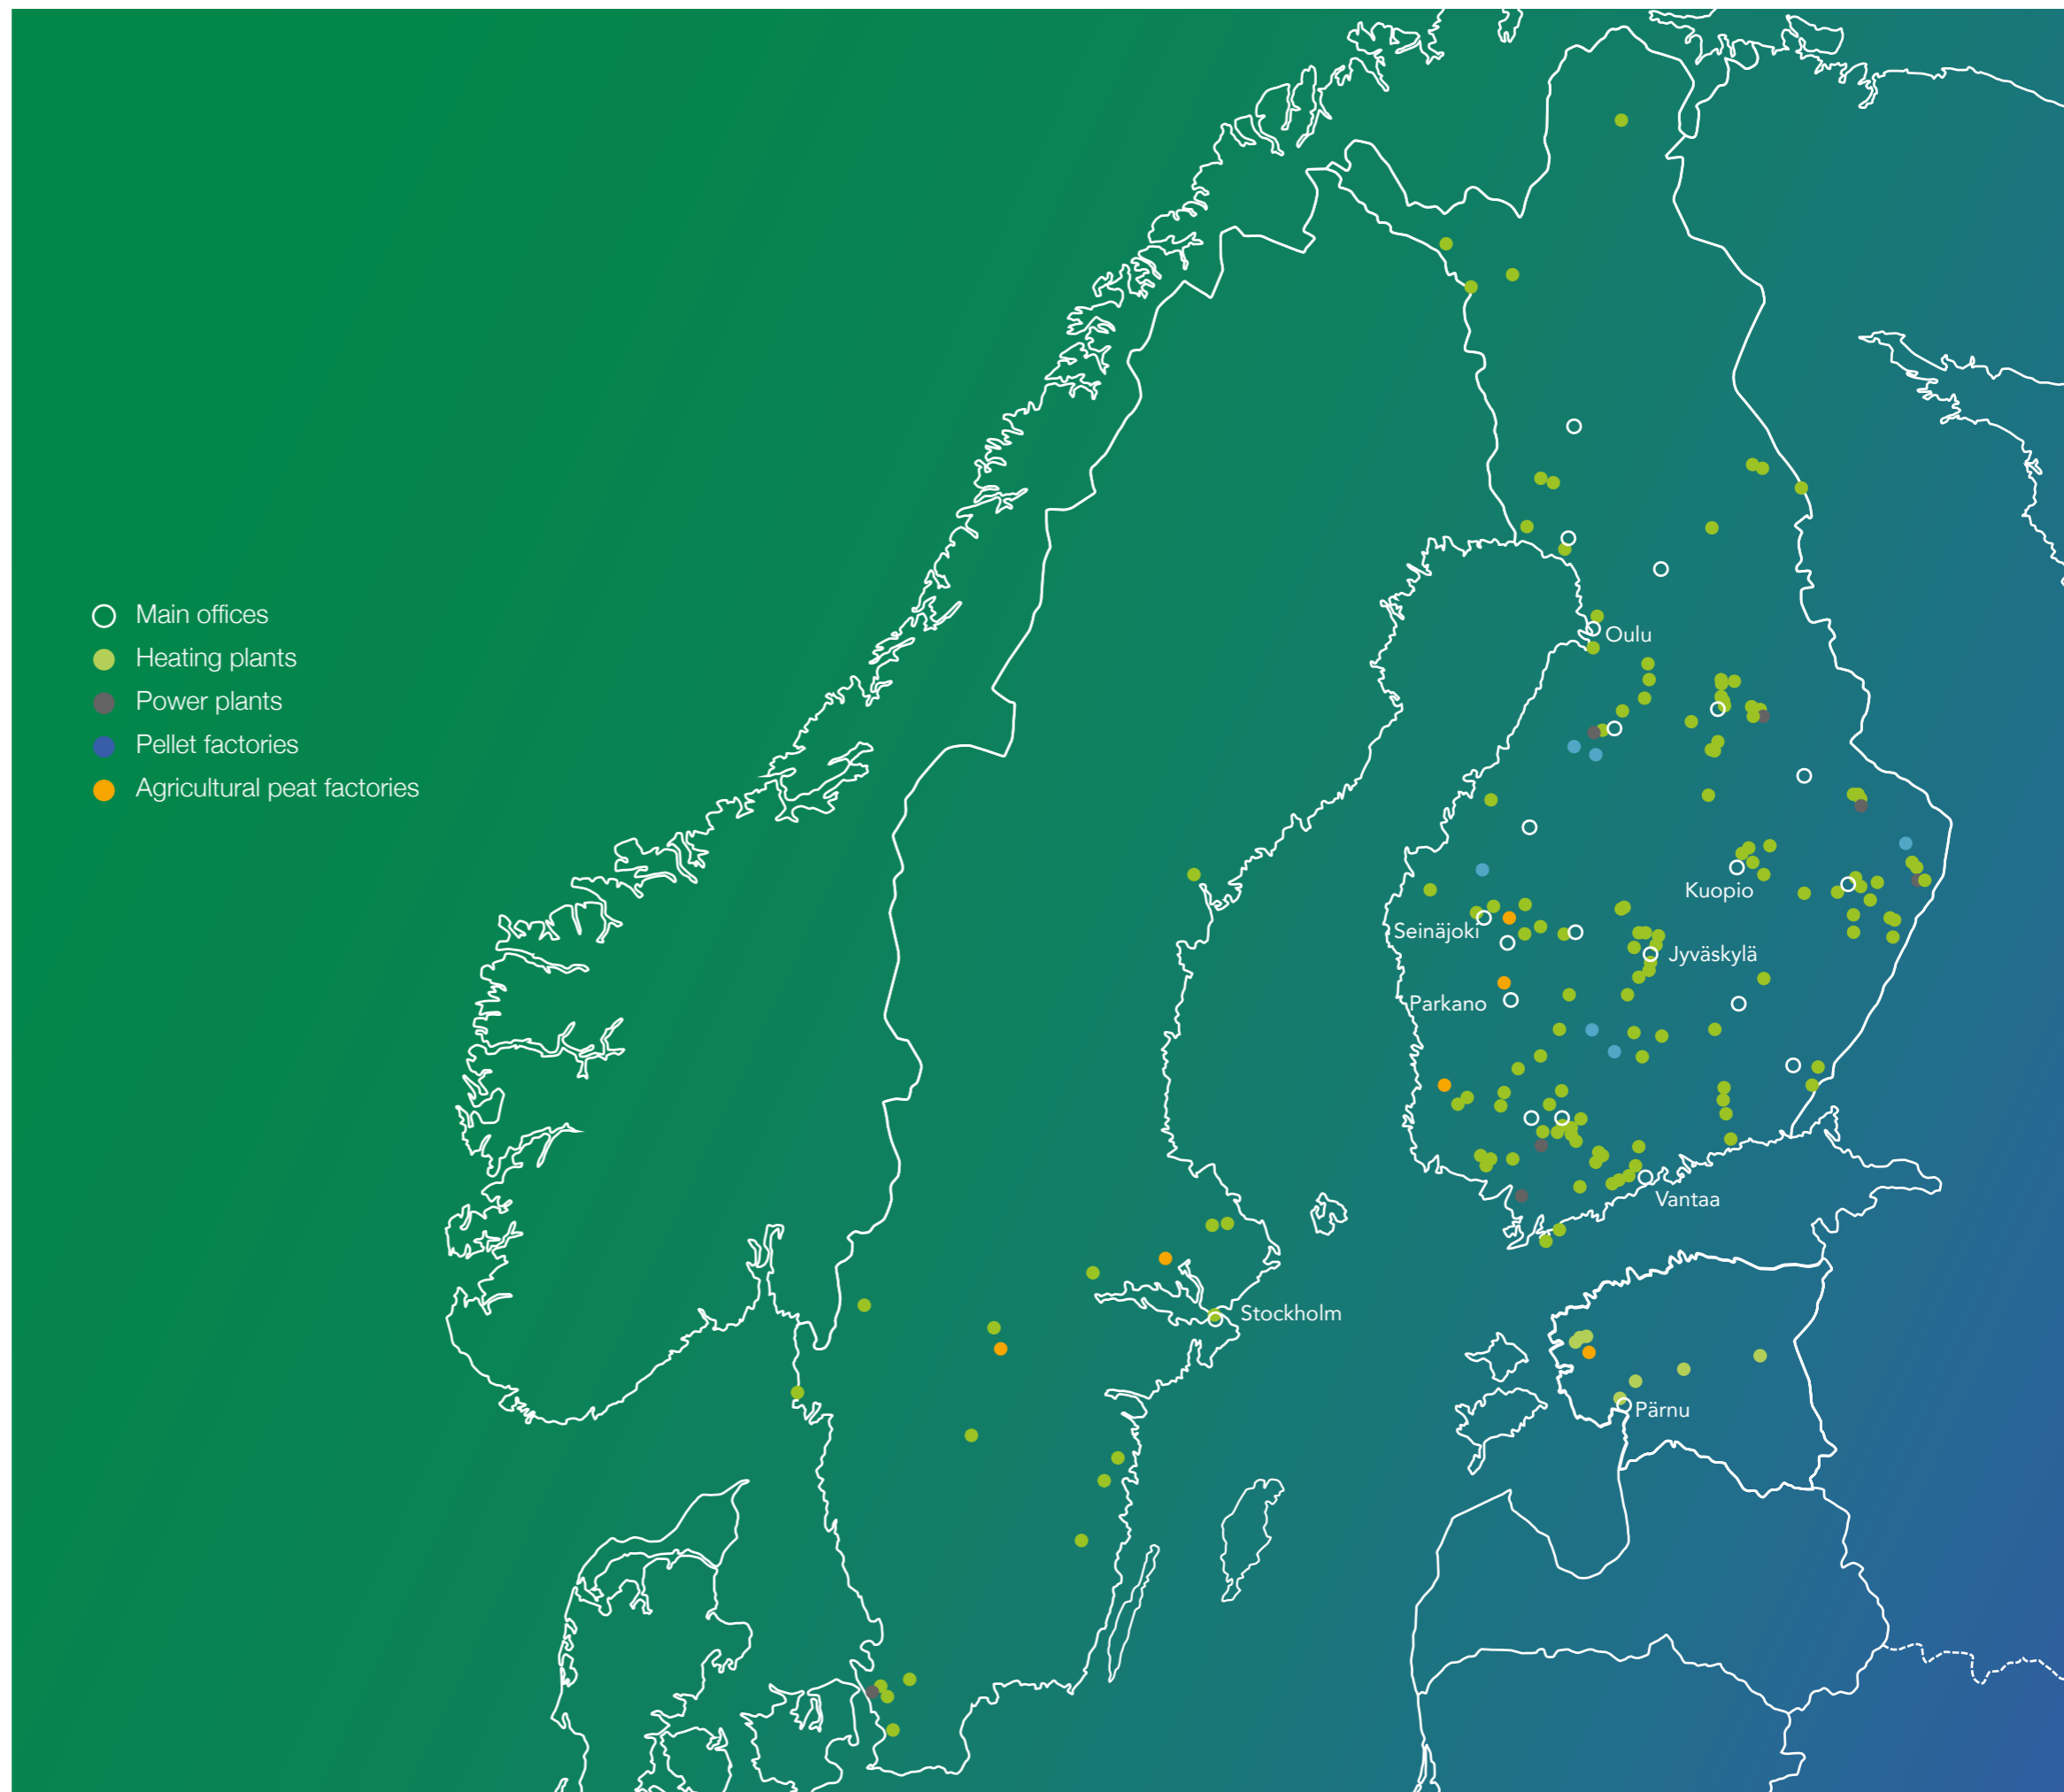 Main offices
Heating plants
Power plants
Pellet factories
Agricultural peat factories
Oulu
Kuopio
Seinäjoki
Jyväskylä
Parkano
Vantaa
Stockholm
Pärnu